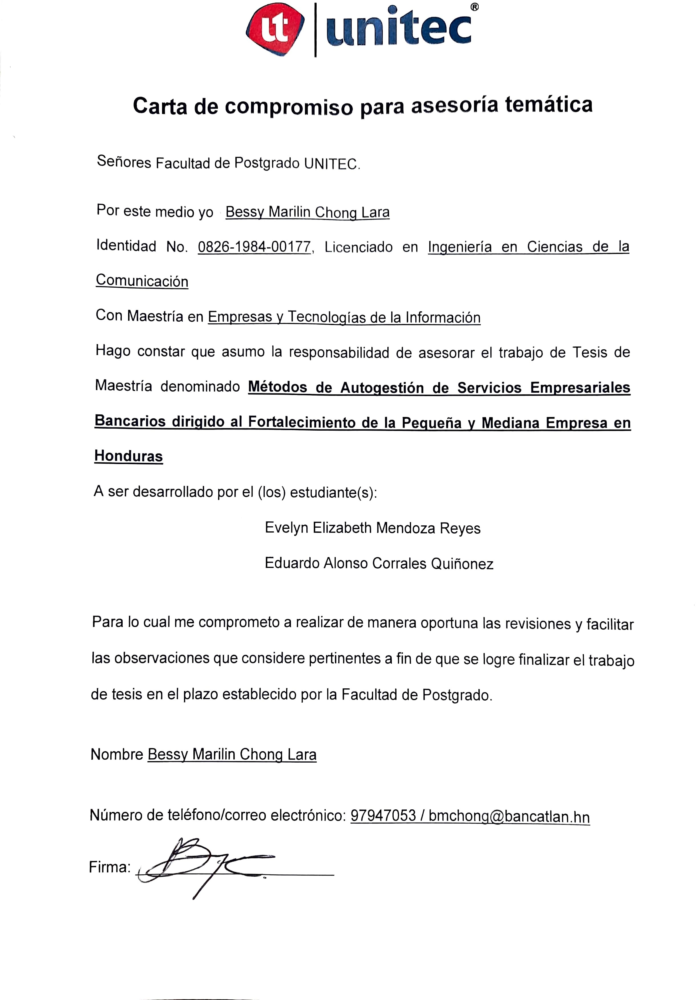 ut unitec®
Carta de compromiso para asesoría temática
Señores Facultad de Postgrado UNITEC.
Por este medio yo Bessy Marilin Chong Lara
Identidad No. 0826-1984-00177, Licenciado en Ingeniería en Ciencias de la
Comunicación
Con Maestría en Empresas y Tecnologías de la Información
Hago constar que asumo la responsabilidad de asesorar el trabajo de Tesis de
Maestría denominado Métodos de Autogestión de Servicios Empresariales
Bancarios dirigido al Fortalecimiento de la Pequeña y Mediana Empresa en
Honduras
A ser desarrollado por el (los) estudiante(s):
Evelyn Elizabeth Mendoza Reyes
Eduardo Alonso Corrales Quiñonez
Para lo cual me comprometo a realizar de manera oportuna las revisiones y facilitar
las observaciones que considere pertinentes a fin de que se logre finalizar el trabajo
de tesis en el plazo establecido por la Facultad de Postgrado.
Nombre Bessy Marilin Chong Lara
Número de teléfono/correo electrónico: 97947053 / bmchong@bancatlan.hn
Firma: